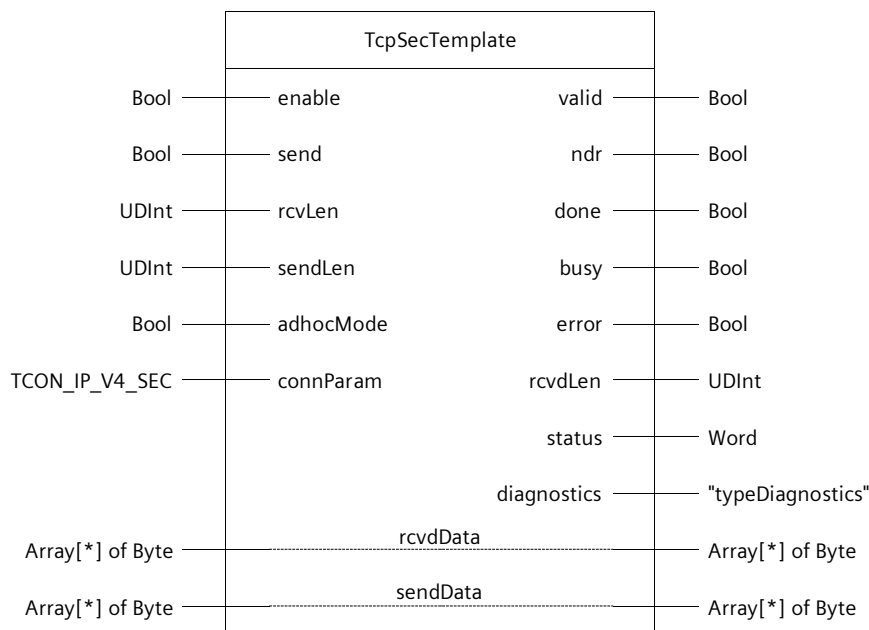 TcpSecTemplate
Bool enable valid Bool
Bool send ndr Bool
UDInt rcvLen done Bool
UDInt sendLen busy Bool
Bool adhocMode error Bool
TCON_IP_V4_SEC connParam rcvdLen UDInt
status Word
diagnostics "typeDiagnostics"
Array[*] of Byte rcvdData Array[*] of Byte
Array[*] of Byte sendData Array[*] of Byte